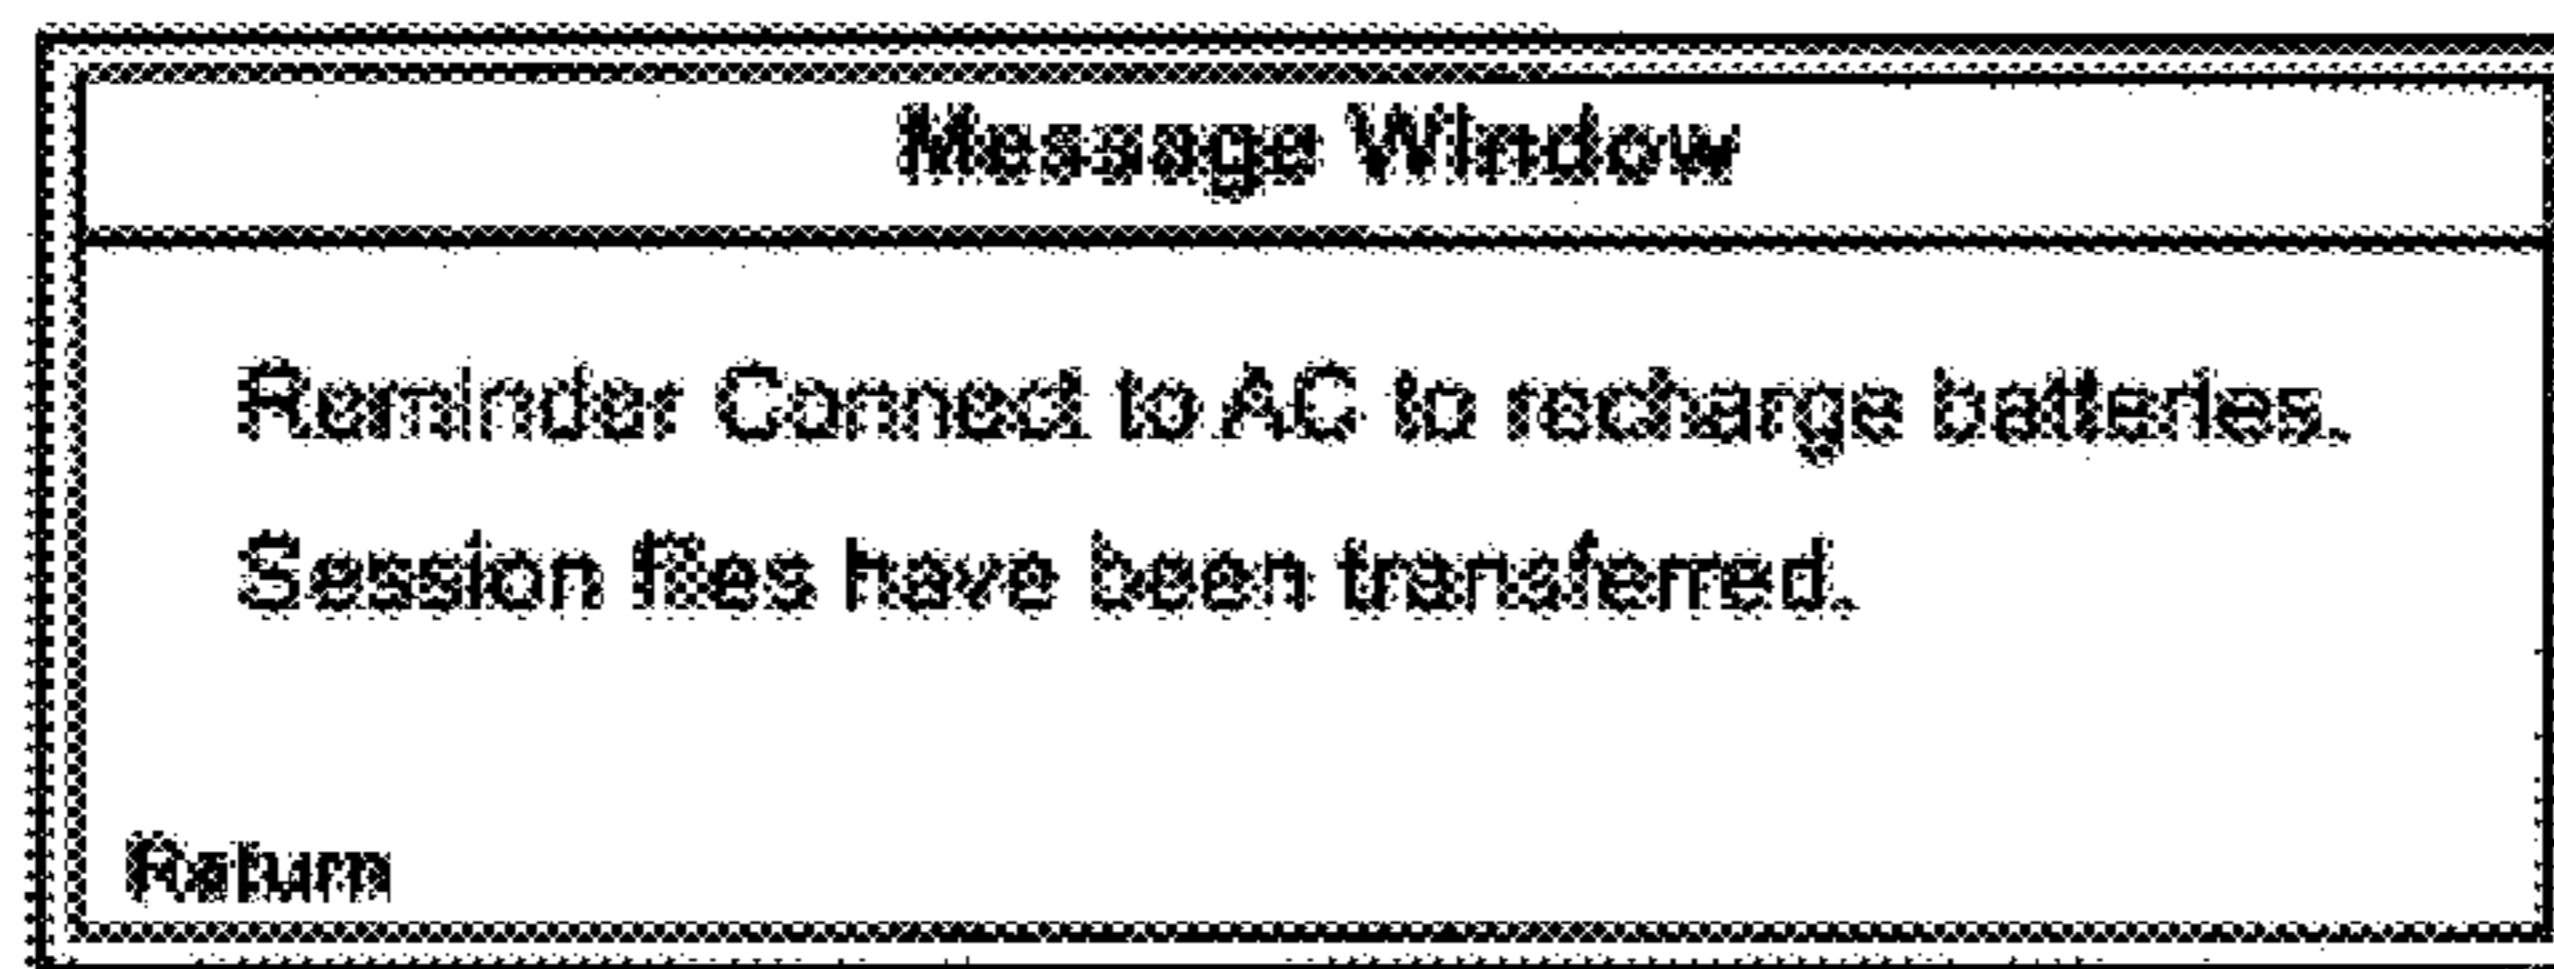 Message Window
Reminder Connect to AC to recharge batteries.
Session files have been transferred.
Return